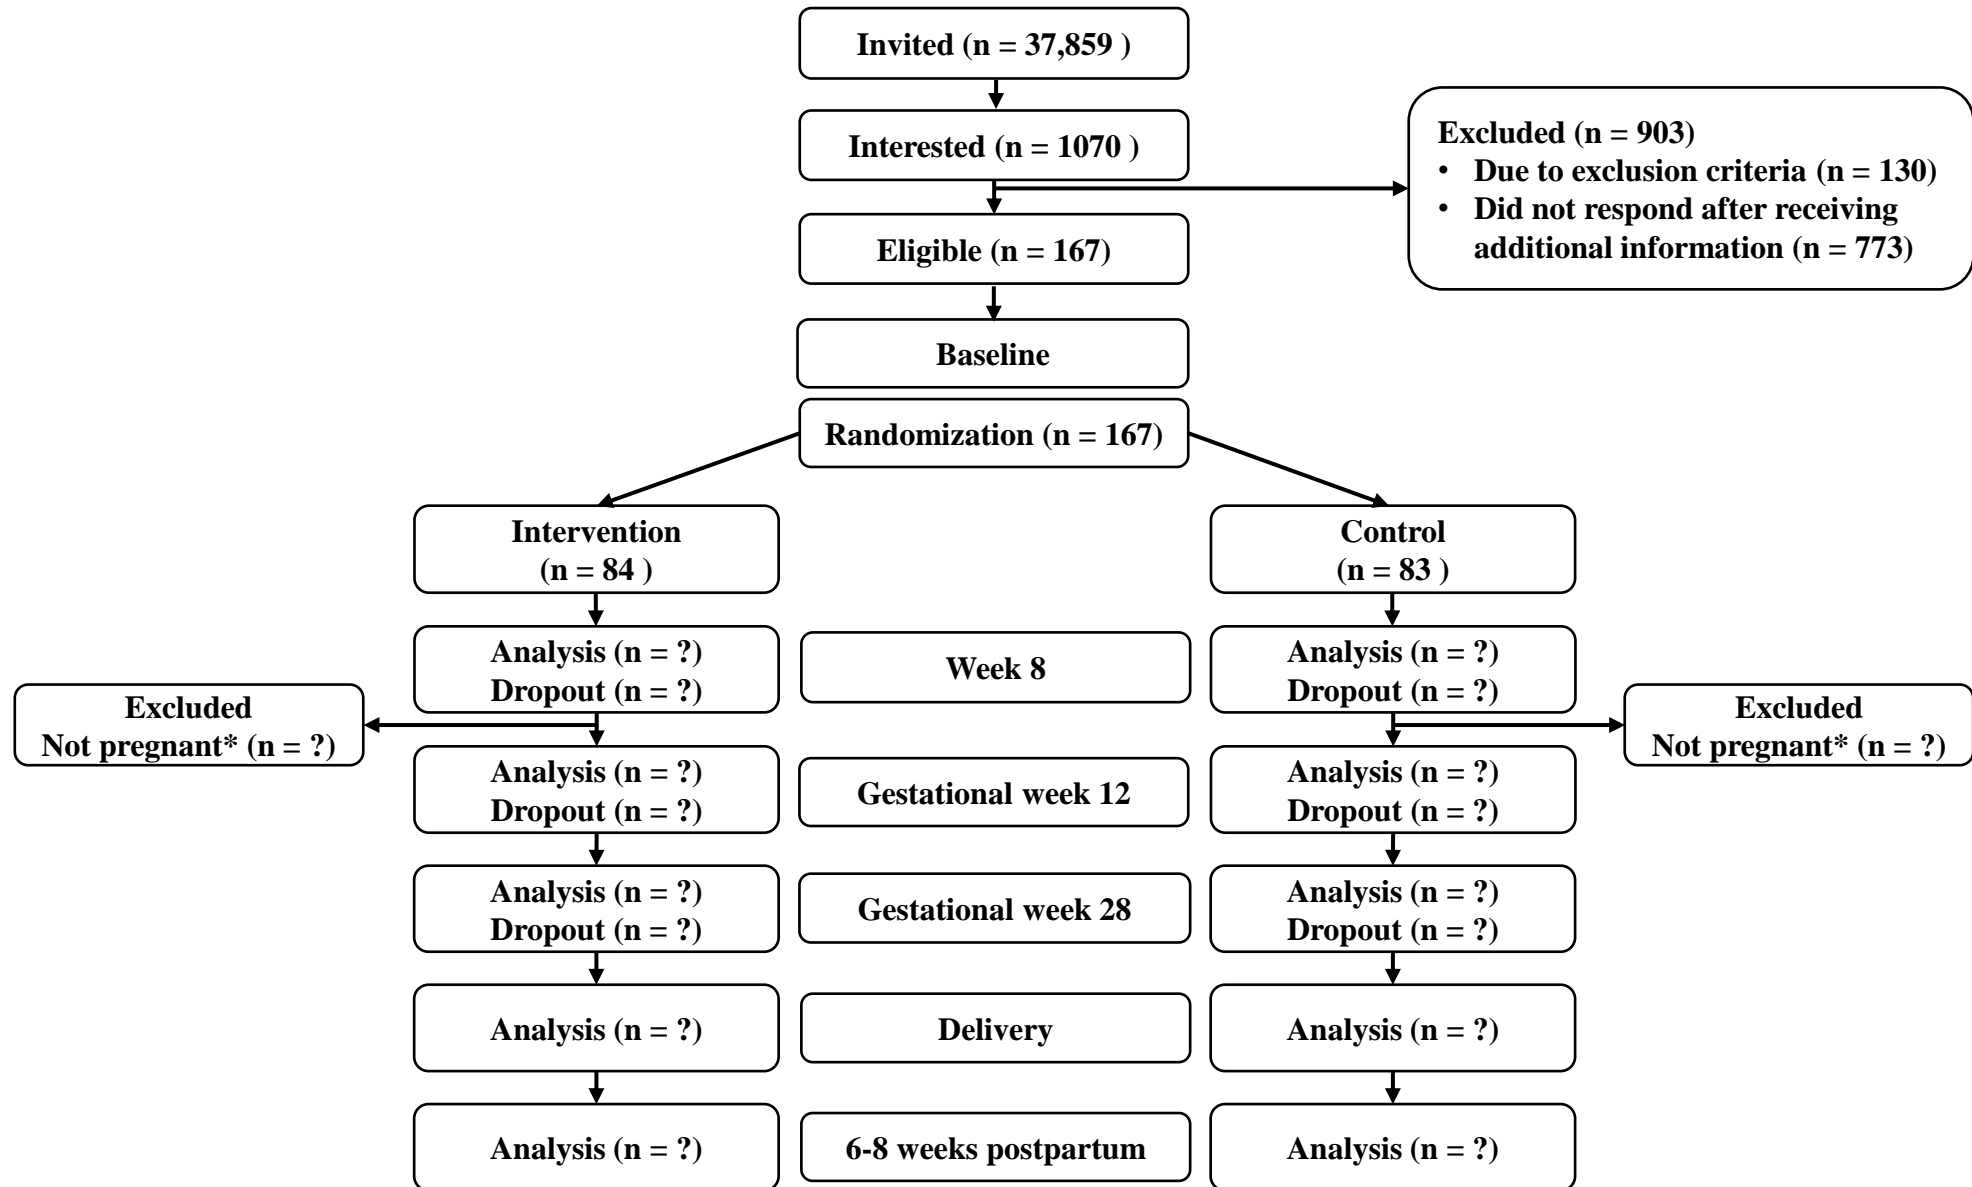 Invited (n = 37,859 )
Interested (n = 1070 )
Excluded (n = 903)
• Due to exclusion criteria (n = 130)
• Did not respond after receiving
additional information (n = 773)
Eligible (n = 167)
Baseline
Randomization (n = 167)
Intervention
(n = 84 )
Control
(n = 83 )
Analysis (n = ?)
Dropout (n = ?)
Week 8
Analysis (n = ?)
Dropout (n = ?)
Excluded
Not pregnant* (n = ?)
Excluded
Not pregnant* (n = ?)
Analysis (n = ?)
Dropout (n = ?)
Gestational week 12
Analysis (n = ?)
Dropout (n = ?)
Analysis (n = ?)
Dropout (n = ?)
Gestational week 28
Analysis (n = ?)
Dropout (n = ?)
Analysis (n = ?)
Delivery
Analysis (n = ?)
Analysis (n = ?)
6-8 weeks postpartum
Analysis (n = ?)